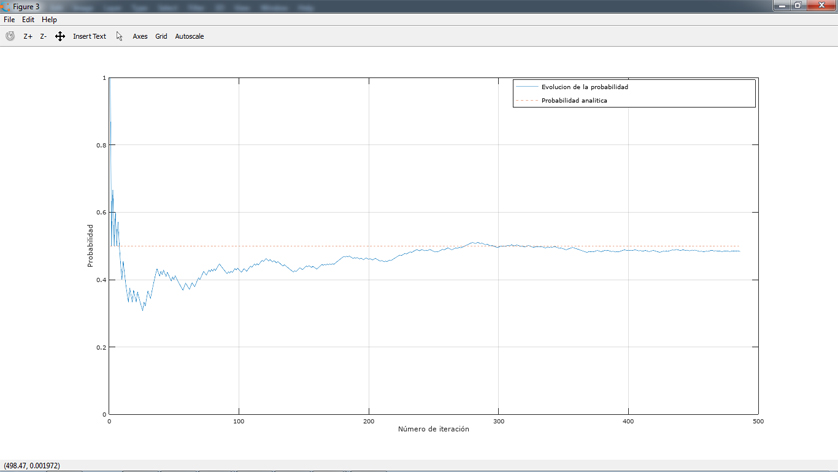 Figure 3
File Edit Help
Z+ Z- Insert Text Axes Grid Autoscale
Evolucion de la probabilidad
Probabilidad analítica
Probabilidad
1
0.8
0.6
0.4
0.2
0
0 100 200 300 400 500
Número de iteración
(498.47, 0.001972)